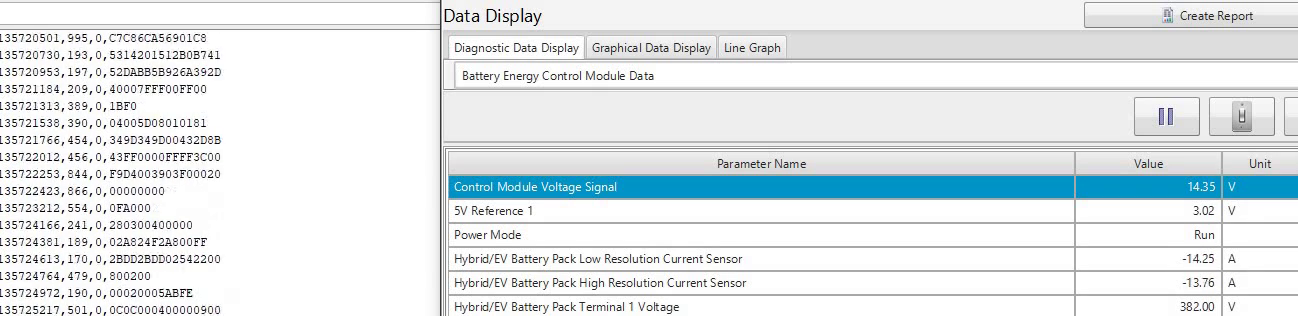 135720501,995,0,C7C86CA56901C8
135720730,193,0,5314201512B0B741
135720953,197,0,52DABB5B926A392D
135721184,209,0,40007FFF00FF00
135721313,389,0,1BF0
135721538,390,0,04005D08010181
135721766,454,0,349D349D00432D8B
135722012,456,0,43FF0000FFFF3C00
135722253,844,0,F9D4003903F00020
135722423,866,0,00000000
135723212,554,0,0FA000
135724166,241,0,280300400000
135724381,189,0,02A824F2A800FF
135724613,170,0,2BDD2BDD02542200
135724764,479,0,800200
135724972,190,0,00020005ABFE
135725217,501,0,0C0C000400000900
Data Display
Create Report
Diagnostic Data Display Graphical Data Display Line Graph
Battery Energy Control Module Data
Parameter Name Value Unit
Control Module Voltage Signal 14.35 V
5V Reference 1 3.02 V
Power Mode Run
Hybrid/EV Battery Pack Low Resolution Current Sensor -14.25 A
Hybrid/EV Battery Pack High Resolution Current Sensor -13.76 A
Hybrid/EV Battery Pack Terminal 1 Voltage 382.00 V